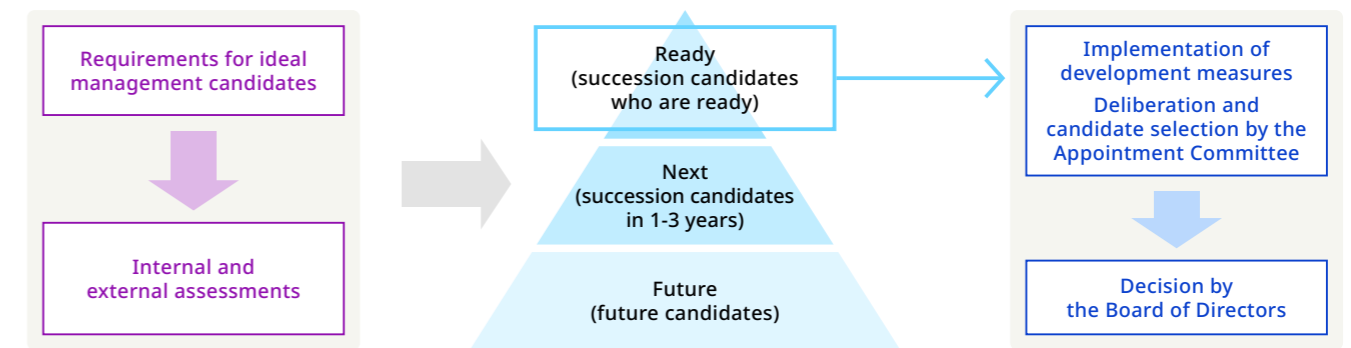 Requirements for ideal
management candidates
Internal and
external assessments
Ready
(succession candidates
who are ready)
Next
(succession candidates
in 1-3 years)
Future
(future candidates)
Implementation of
development measures
Deliberation and
candidate selection by the
Appointment Committee
Decision by
the Board of Directors